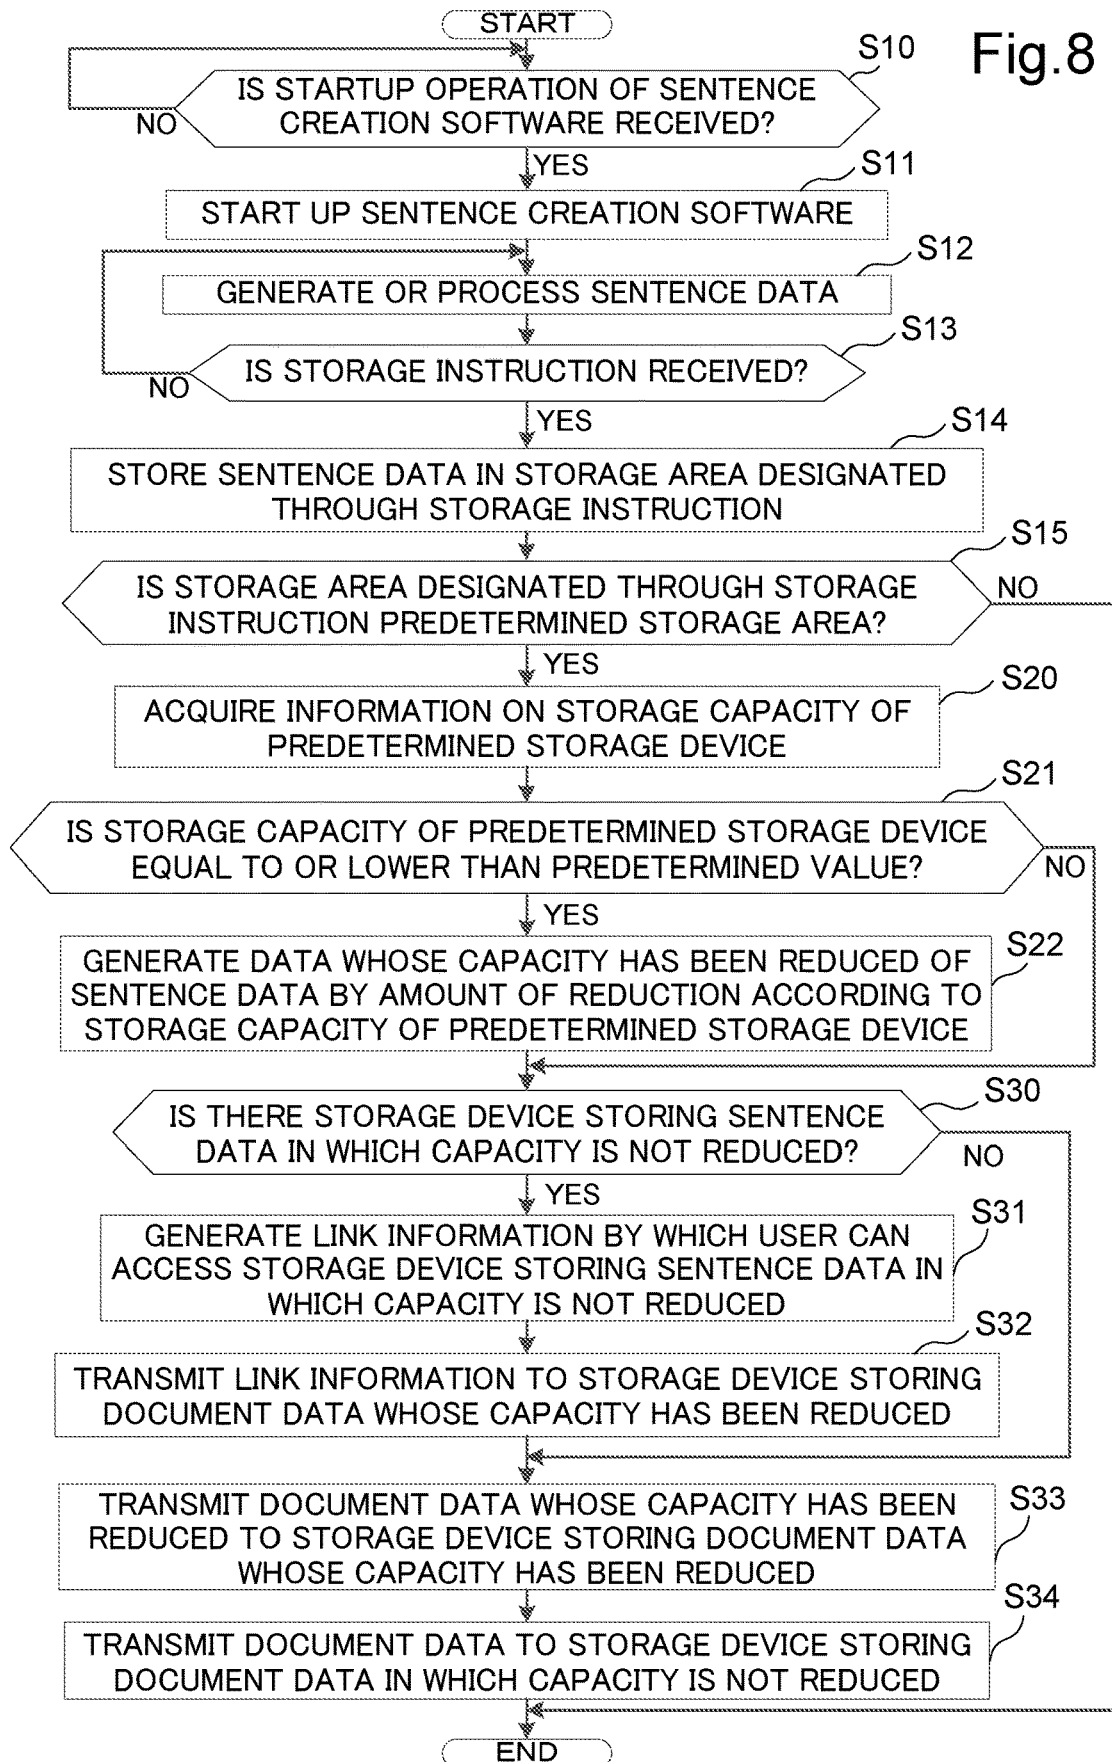 START
Fig.8
S10
IS STARTUP OPERATION OF SENTENCE
CREATION SOFTWARE RECEIVED?
NO
YES
S11
START UP SENTENCE CREATION SOFTWARE
S12
GENERATE OR PROCESS SENTENCE DATA
S13
IS STORAGE INSTRUCTION RECEIVED?
NO
YES
S14
STORE SENTENCE DATA IN STORAGE AREA DESIGNATED
THROUGH STORAGE INSTRUCTION
S15
IS STORAGE AREA DESIGNATED THROUGH STORAGE
INSTRUCTION PREDETERMINED STORAGE AREA?
NO
YES
S20
ACQUIRE INFORMATION ON STORAGE CAPACITY OF
PREDETERMINED STORAGE DEVICE
S21
IS STORAGE CAPACITY OF PREDETERMINED STORAGE DEVICE
EQUAL TO OR LOWER THAN PREDETERMINED VALUE?
NO
YES
S22
GENERATE DATA WHOSE CAPACITY HAS BEEN REDUCED OF
SENTENCE DATA BY AMOUNT OF REDUCTION ACCORDING TO
STORAGE CAPACITY OF PREDETERMINED STORAGE DEVICE
S30
IS THERE STORAGE DEVICE STORING SENTENCE
DATA IN WHICH CAPACITY IS NOT REDUCED?
NO
YES
S31
GENERATE LINK INFORMATION BY WHICH USER CAN
ACCESS STORAGE DEVICE STORING SENTENCE DATA IN
WHICH CAPACITY IS NOT REDUCED
S32
TRANSMIT LINK INFORMATION TO STORAGE DEVICE STORING
DOCUMENT DATA WHOSE CAPACITY HAS BEEN REDUCED
S33
TRANSMIT DOCUMENT DATA WHOSE CAPACITY HAS BEEN
REDUCED TO STORAGE DEVICE STORING DOCUMENT DATA
WHOSE CAPACITY HAS BEEN REDUCED
S34
TRANSMIT DOCUMENT DATA TO STORAGE DEVICE STORING
DOCUMENT DATA IN WHICH CAPACITY IS NOT REDUCED
END